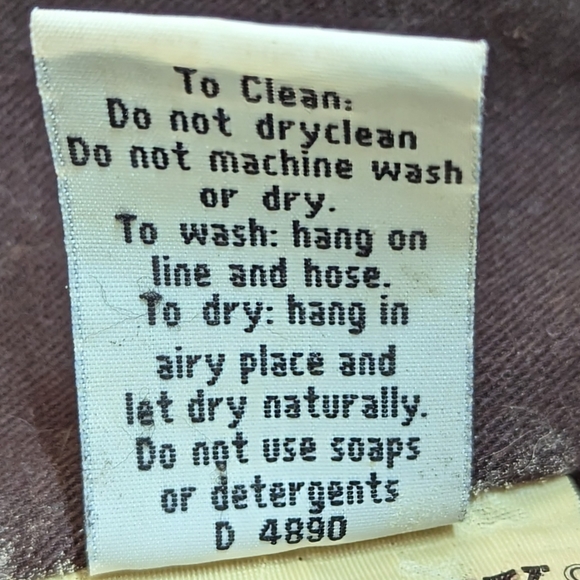 To Clean:
Do not dryclean
Do not machine wash
or dry.
To wash: hang on
line and hose.
To dry: hang in
airy place and
let dry naturally.
Do not use soaps
or detergents
D 4890